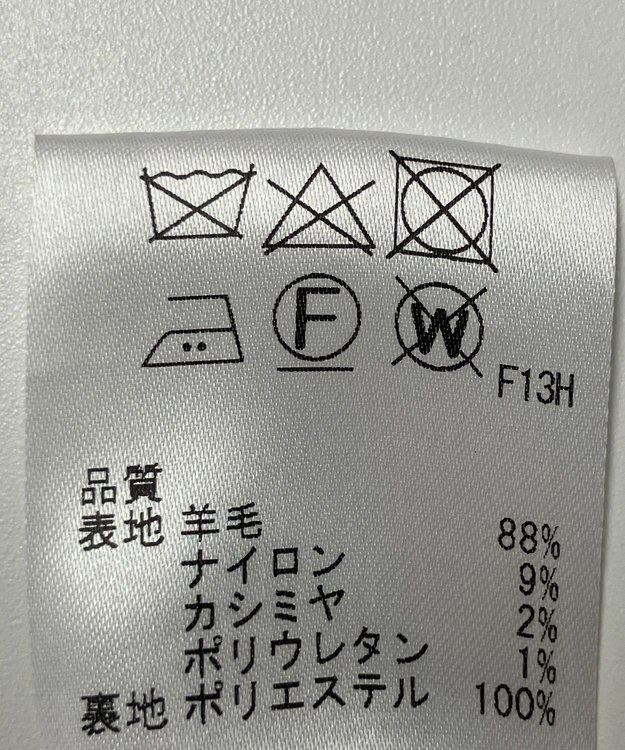 F W F13H
品質
表地 羊毛 88%
ナイロン 9%
カシミヤ 2%
ポリウレタン 1%
裏地 ポリエステル 100%